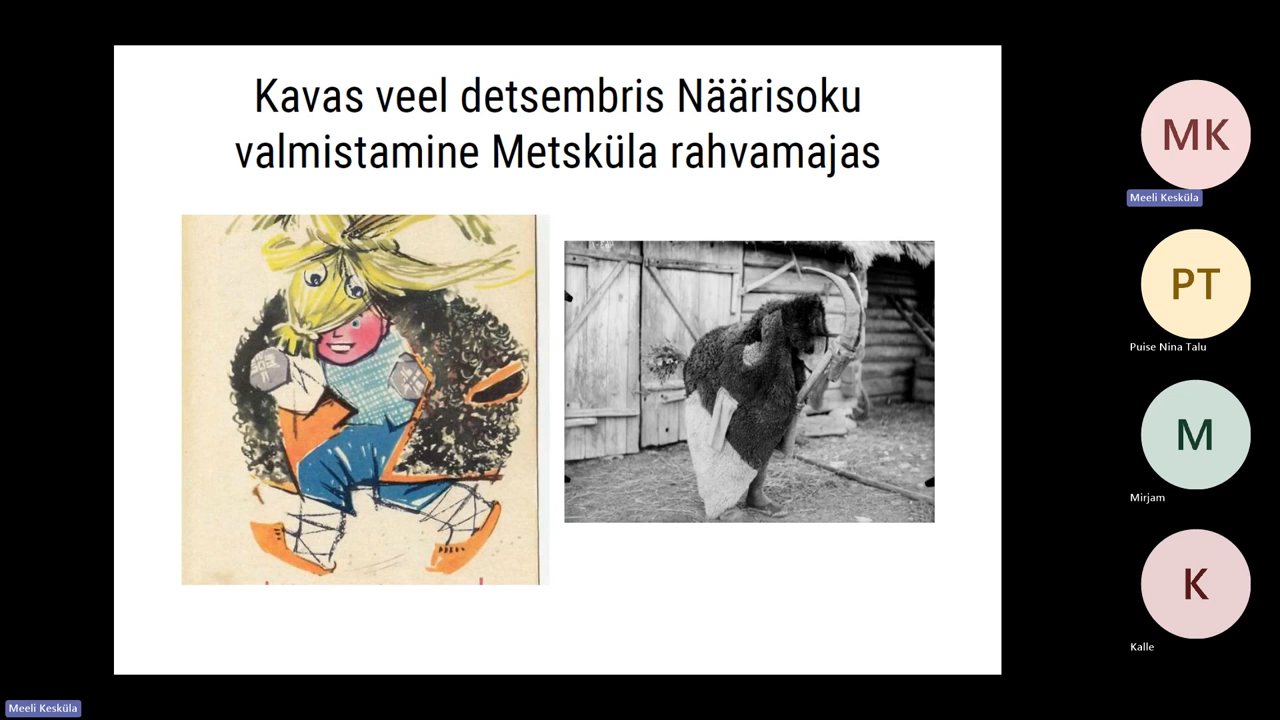 Kavas veel detsembris Näärisoku
valmistamine Metsküla rahvamajas
MK
Meeli Kesküla
PT
Puise Nina Talu
M
Mirjam
K
Kalle
Meeli Kesküla